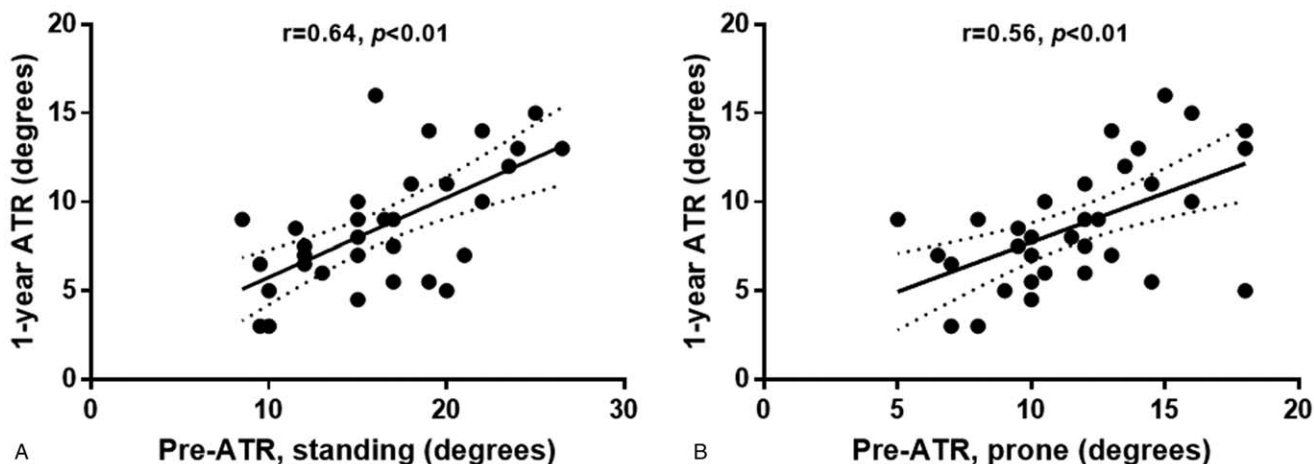 r=0.64, p<0.01
20
15
10
5
0
1-year ATR (degrees)
0 10 20 30
Pre-ATR, standing (degrees)
A
r=0.56, p<0.01
20
15
10
5
0
1-year ATR (degrees)
0 5 10 15 20
Pre-ATR, prone (degrees)
B